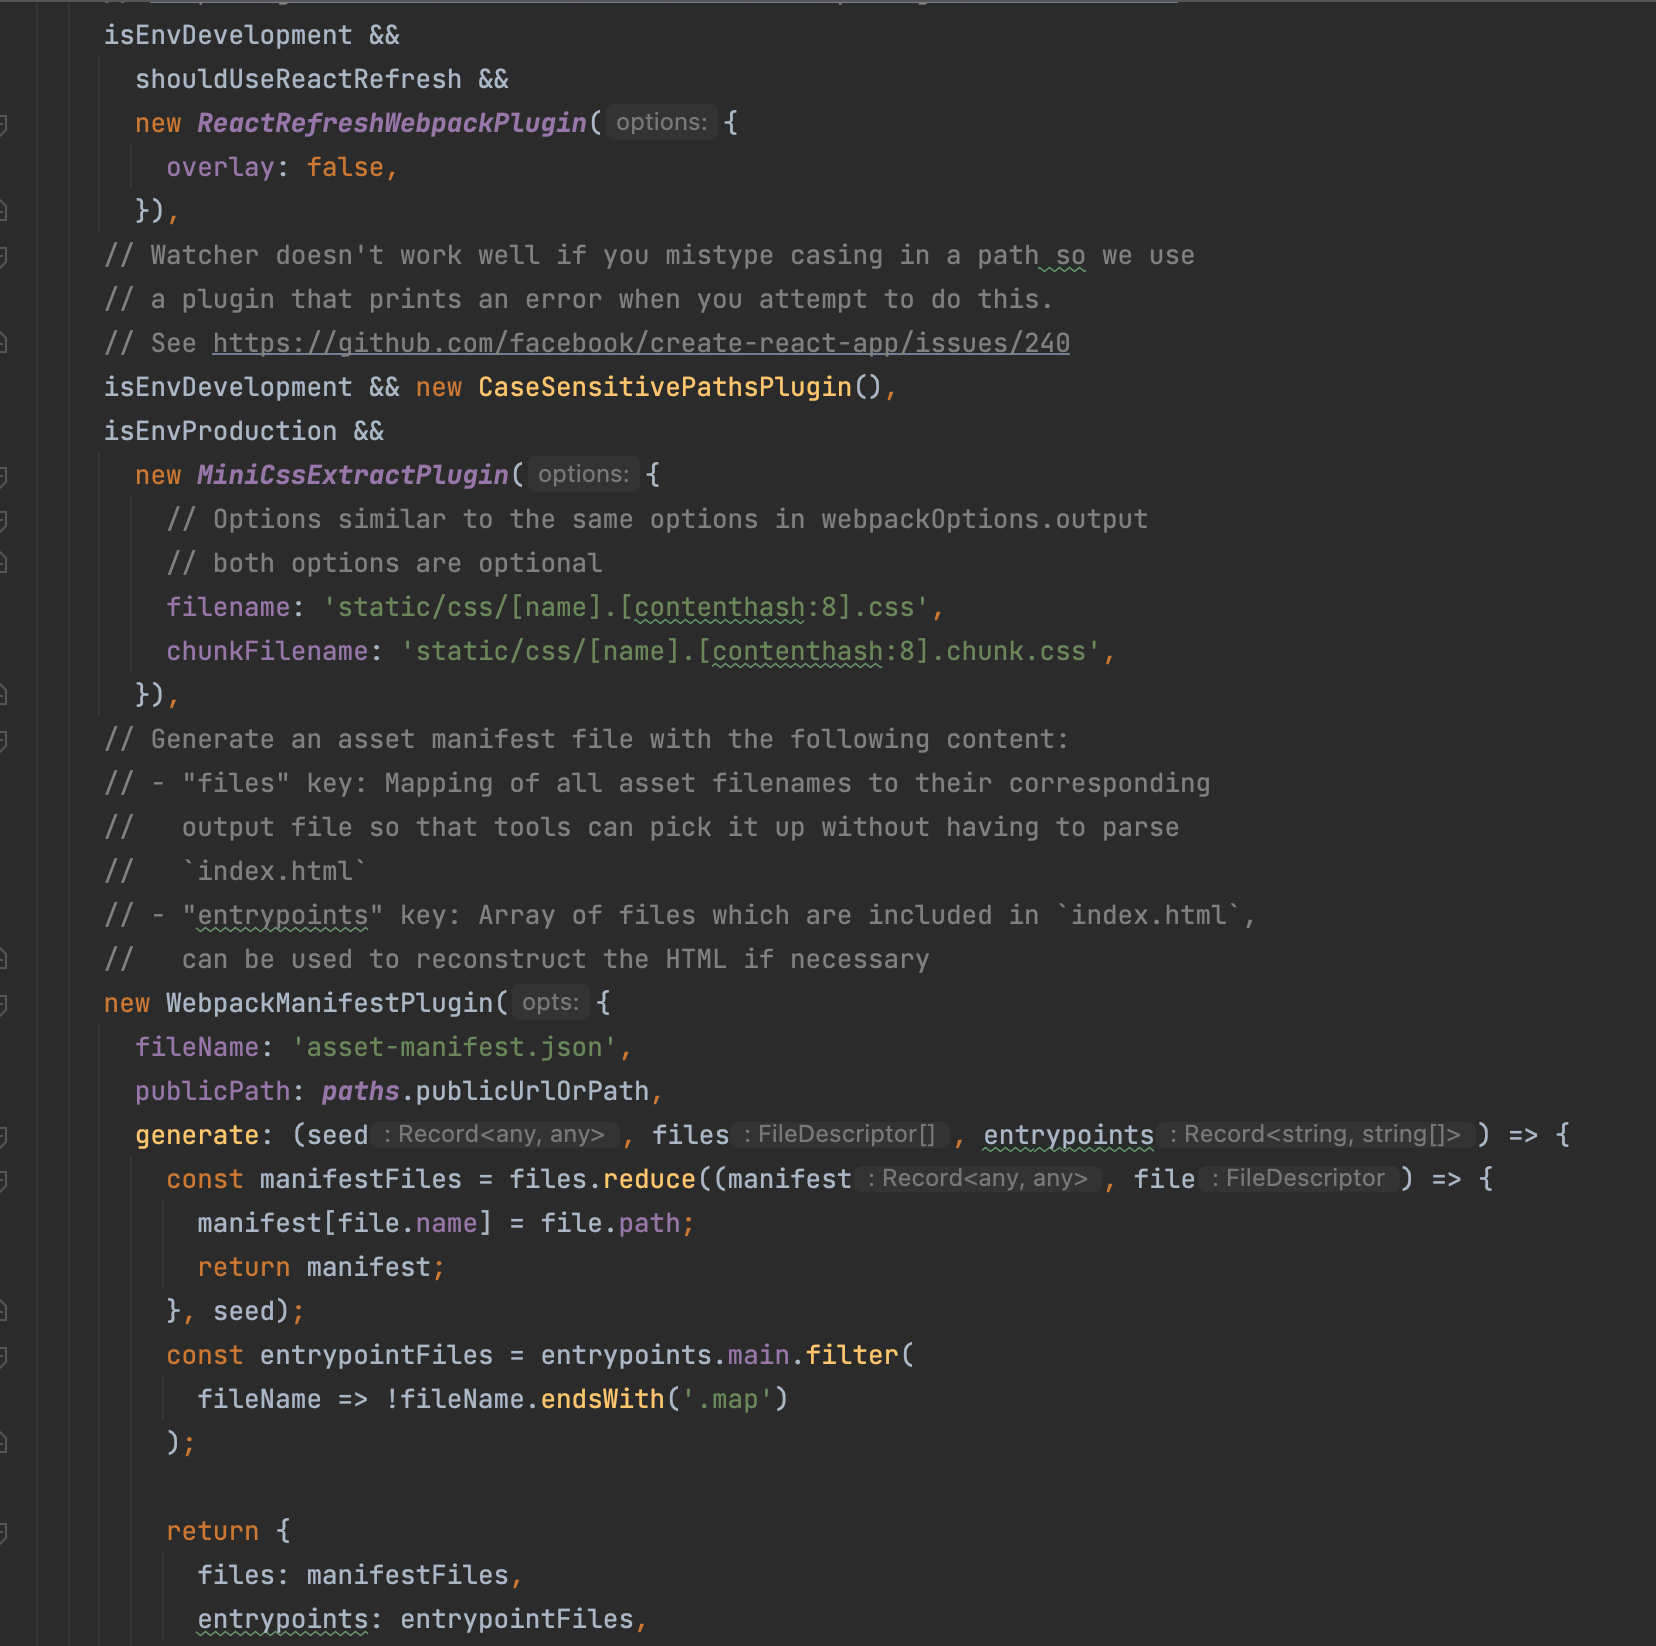 isEnvDevelopment &&
shouldUseReactRefresh &&
new ReactRefreshWebpackPlugin( options: {
overlay: false,
}),
// Watcher doesn't work well if you mistype casing in a path so we use
// a plugin that prints an error when you attempt to do this.
// See https://github.com/facebook/create-react-app/issues/240
isEnvDevelopment && new CaseSensitivePathsPlugin(),
isEnvProduction &&
new MiniCssExtractPlugin( options: {
// Options similar to the same options in webpackOptions.output
// both options are optional
filename: 'static/css/[name].[contenthash:8].css',
chunkFilename: 'static/css/[name].[contenthash:8].chunk.css',
}),
// Generate an asset manifest file with the following content:
// - "files" key: Mapping of all asset filenames to their corresponding
//   output file so that tools can pick it up without having to parse
//   `index.html`
// - "entrypoints" key: Array of files which are included in `index.html`,
//   can be used to reconstruct the HTML if necessary
new WebpackManifestPlugin( opts: {
fileName: 'asset-manifest.json',
publicPath: paths.publicUrlOrPath,
generate: (seed : Record<any, any> , files : FileDescriptor[] , entrypoints : Record<string, string[]> ) => {
const manifestFiles = files.reduce((manifest : Record<any, any> , file : FileDescriptor ) => {
manifest[file.name] = file.path;
return manifest;
}, seed);
const entrypointFiles = entrypoints.main.filter(
fileName => !fileName.endsWith('.map')
);
return {
files: manifestFiles,
entrypoints: entrypointFiles,